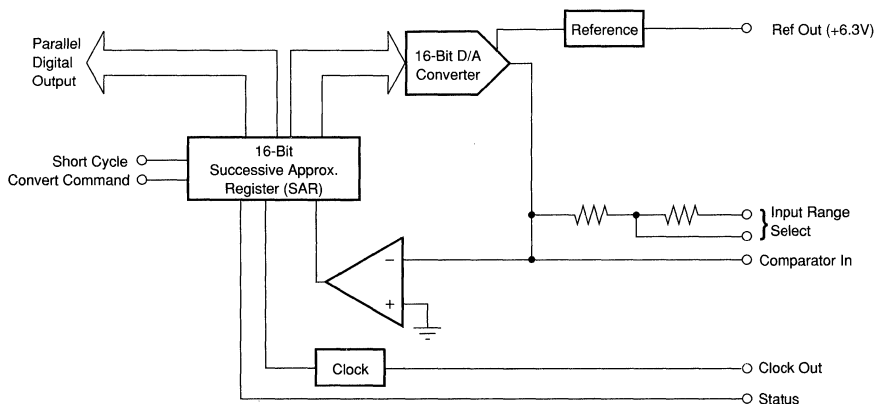 Parallel
Digital
Output
16-Bit D/A
Converter
Reference
Ref Out (+6.3V)
Short Cycle
Convert Command
16-Bit
Successive Approx.
Register (SAR)
Input Range
Select
Comparator In
−
+
Clock
Clock Out
Status